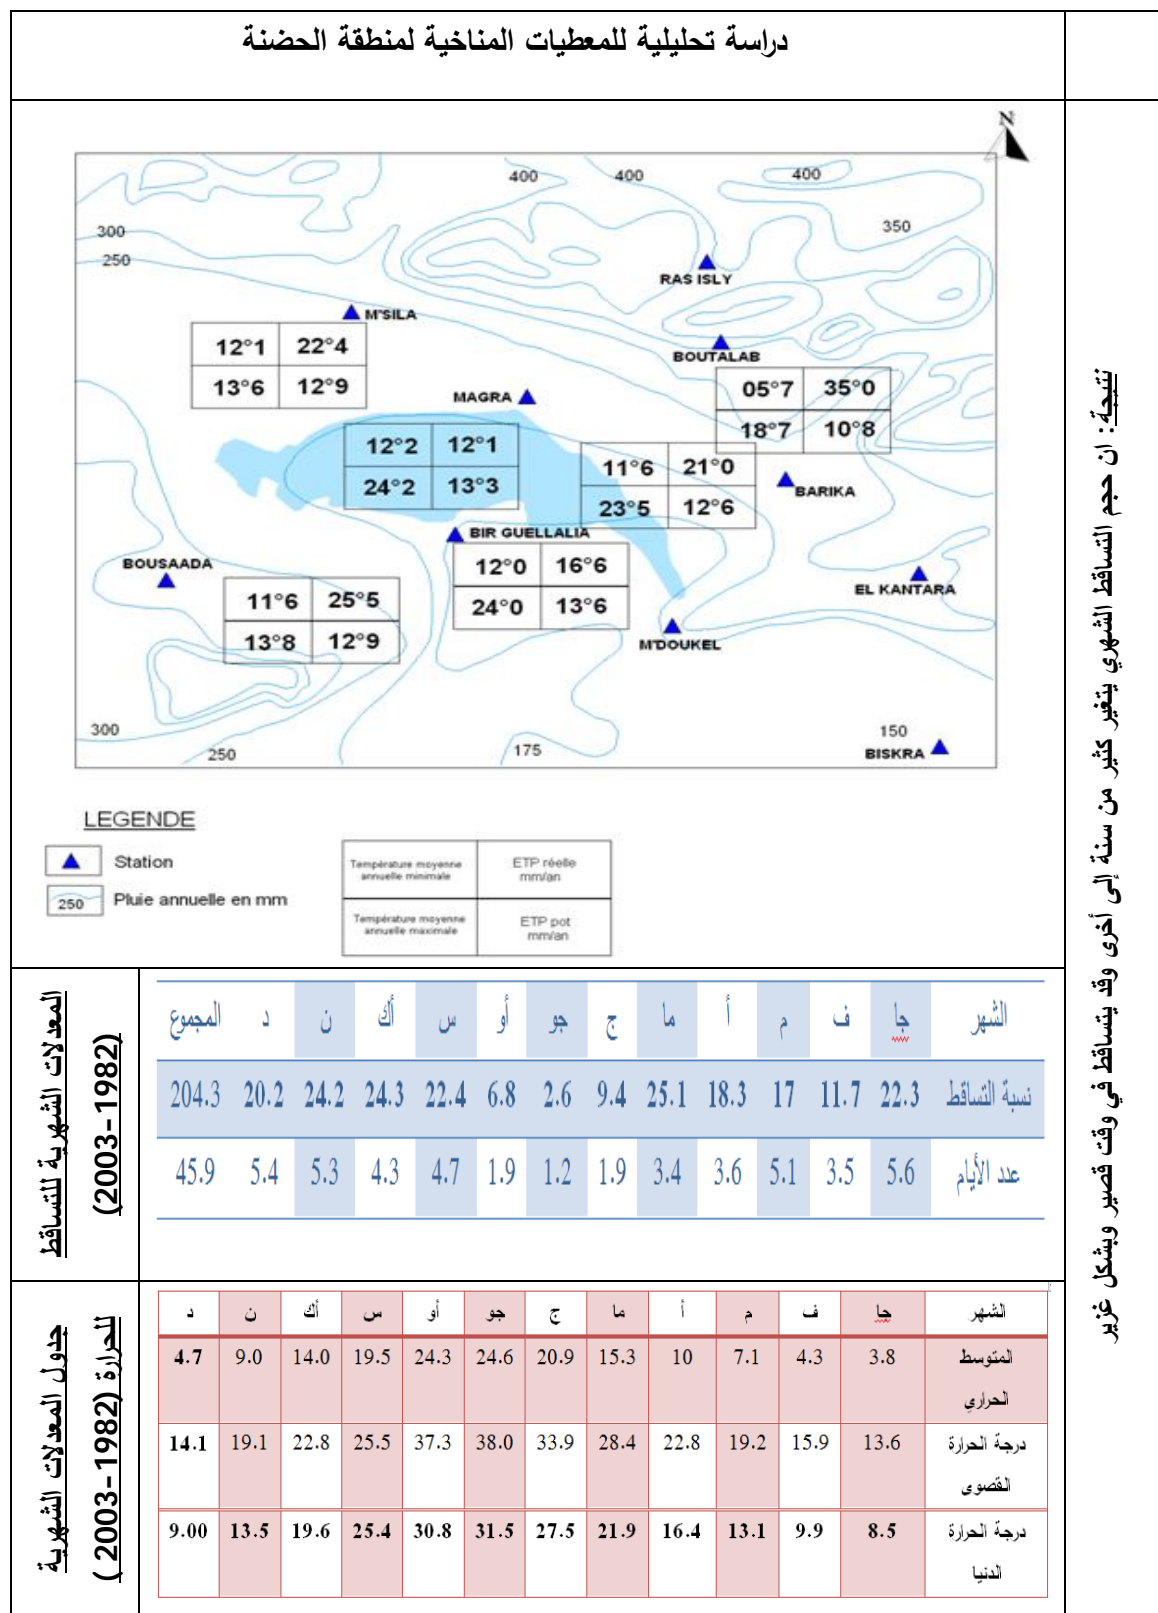 دراسة تحليلية للمعطيات المناخية لمنطقة الحضنة
N
400 400 400
300 350
250
RAS ISLY
M'SILA
12°1 22°4
13°6 12°9
BOUTALAB
05°7 35°0
18°7 10°8
MAGRA
12°2 12°1
24°2 13°3
11°6 21°0
23°5 12°6
BARIKA
BIR GUELLALIA
12°0 16°6
24°0 13°6
BOUSAADA
11°6 25°5
13°8 12°9
EL KANTARA
M'DOUKEL
300 150
250 175
BISKRA
LEGENDE
Station
250 Pluie annuelle en mm
Température moyenne annuelle minimale
ETP réelle mm/an
Température moyenne annuelle maximale
ETP pot mm/an
نتيجة: ان حجم التساقط الشهري يتغير كثير من سنة إلى أخرى وقد يتساقط في وقت قصير وبشكل غزير
المعدلات الشهرية للتساقط
(1982-2003)
الشهر جا ف م أ ما ج جو أو س أك ن د المجموع
نسبة التساقط 22.3 11.7 17 18.3 25.1 9.4 2.6 6.8 22.4 24.3 24.2 20.2 204.3
عدد الأيام 5.6 3.5 5.1 3.6 3.4 1.9 1.2 1.9 4.7 4.3 5.3 5.4 45.9
جدول المعدلات الشهرية
للحرارة (1982-2003 )
الشهر جا ف م أ ما ج جو أو س أك ن د
المتوسط الحراري 3.8 4.3 7.1 10 15.3 20.9 24.6 24.3 19.5 14.0 9.0 4.7
درجة الحرارة القصوى 13.6 15.9 19.2 22.8 28.4 33.9 38.0 37.3 25.5 22.8 19.1 14.1
درجة الحرارة الدنيا 8.5 9.9 13.1 16.4 21.9 27.5 31.5 30.8 25.4 19.6 13.5 9.00